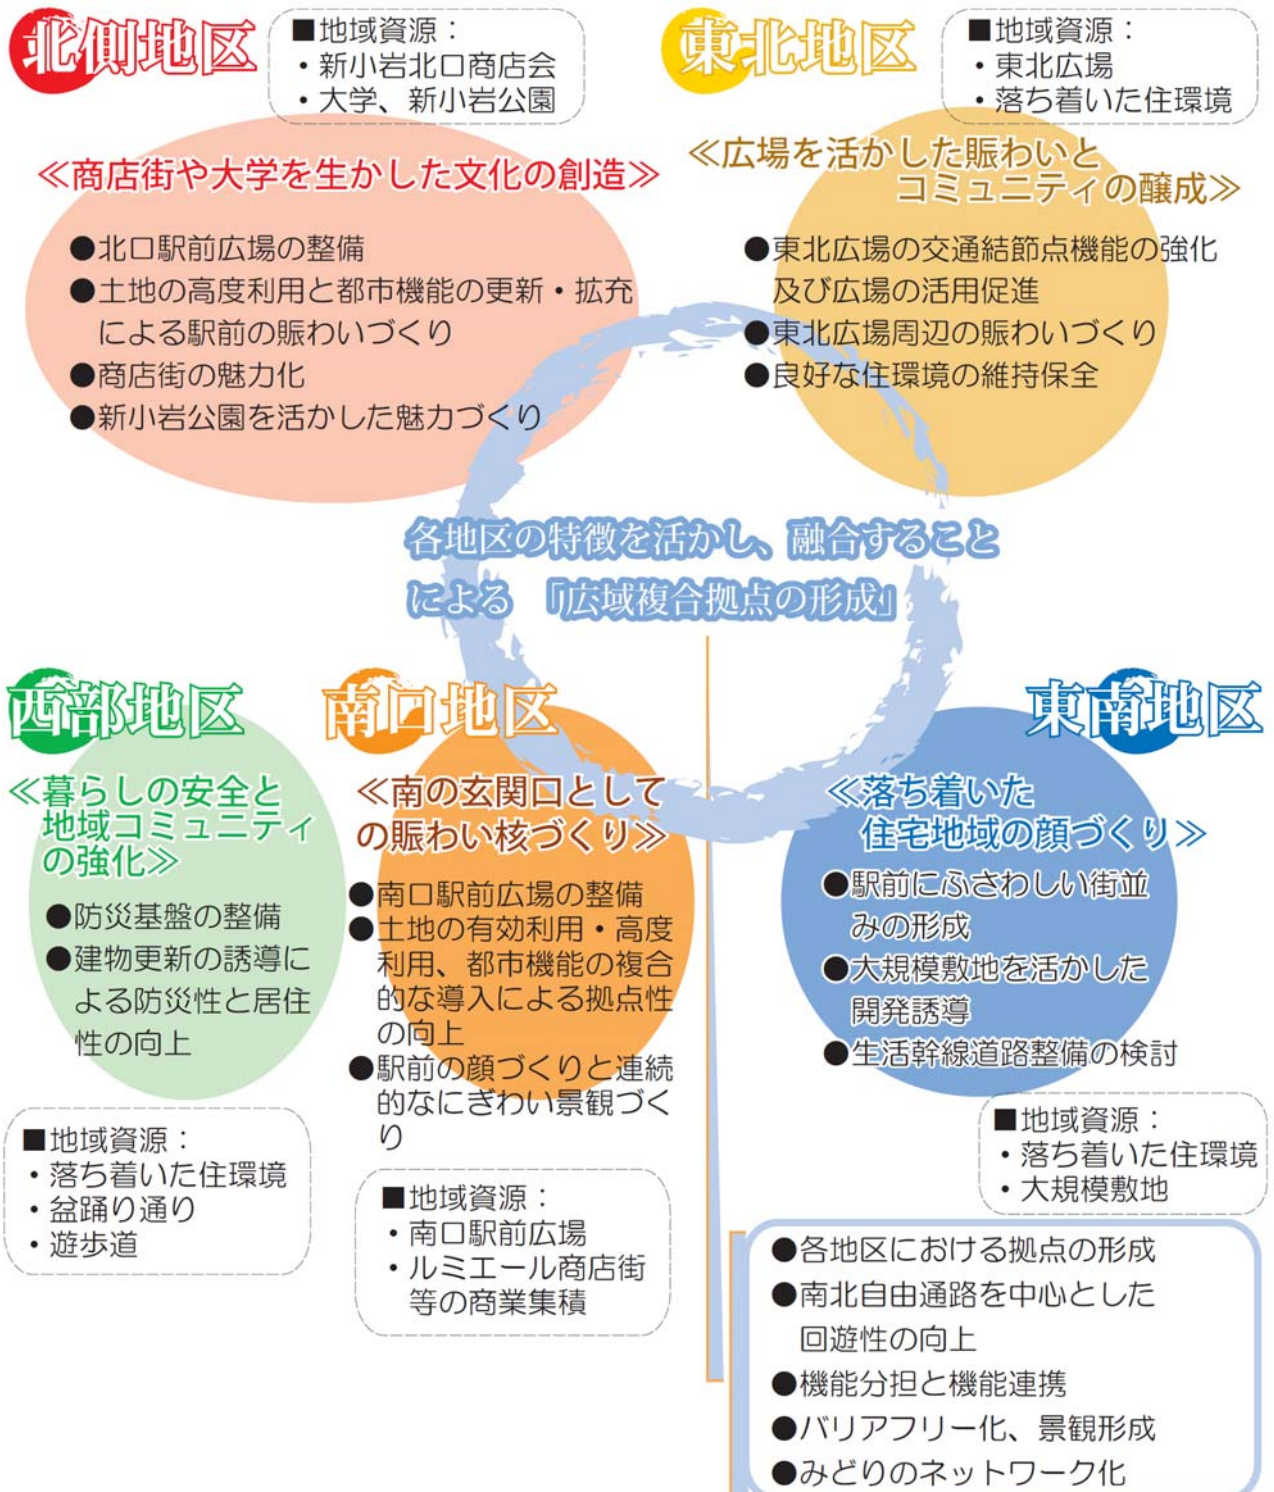 北側地区
■地域資源：
・新小岩北口商店会
・大学、新小岩公園
≪商店街や大学を生かした文化の創造≫
●北口駅前広場の整備
●土地の高度利用と都市機能の更新・拡充
による駅前の賑わいづくり
●商店街の魅力化
●新小岩公園を活かした魅力づくり
東北地区
■地域資源：
・東北広場
・落ち着いた住環境
≪広場を活かした賑わいと
コミュニティの醸成≫
●東北広場の交通結節点機能の強化
及び広場の活用促進
●東北広場周辺の賑わいづくり
●良好な住環境の維持保全
各地区の特徴を活かし、融合すること
による　「広域複合拠点の形成」
西部地区
≪暮らしの安全と
地域コミュニティ
の強化≫
●防災基盤の整備
●建物更新の誘導に
よる防災性と居住
性の向上
■地域資源：
・落ち着いた住環境
・盆踊り通り
・遊歩道
南口地区
≪南の玄関口として
の賑わい核づくり≫
●南口駅前広場の整備
●土地の有効利用・高度
利用、都市機能の複合
的な導入による拠点性
の向上
●駅前の顔づくりと連続
的なにぎわい景観づく
り
■地域資源：
・南口駅前広場
・ルミエール商店街
等の商業集積
東南地区
≪落ち着いた
住宅地域の顔づくり≫
●駅前にふさわしい街並
みの形成
●大規模敷地を活かした
開発誘導
●生活幹線道路整備の検討
■地域資源：
・落ち着いた住環境
・大規模敷地
●各地区における拠点の形成
●南北自由通路を中心とした
回遊性の向上
●機能分担と機能連携
●バリアフリー化、景観形成
●みどりのネットワーク化